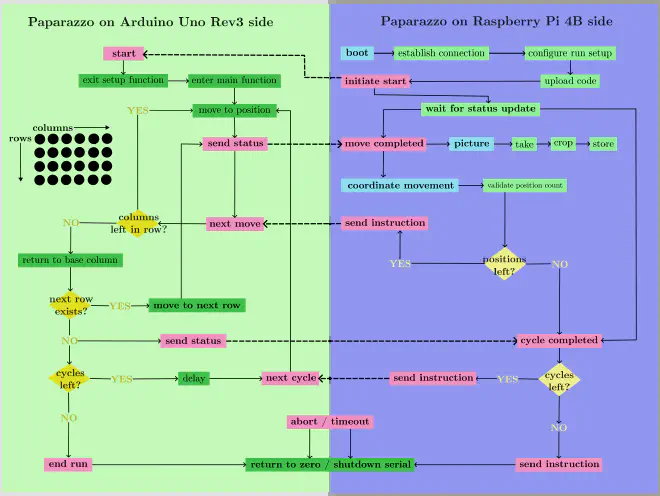 Paparazzo on Arduino Uno Rev3 side
Paparazzo on Raspberry Pi 4B side
start
boot
establish connection
configure run setup
exit setup function
enter main function
initiate start
upload code
YES
move to position
wait for status update
columns
rows
send status
move completed
picture
take
crop
store
coordinate movement
validate position count
NO
columns
left in row?
next move
send instruction
return to base column
YES
positions
left?
NO
next row
exists?
YES
move to next row
NO
send status
cycle completed
cycles
left?
YES
delay
next cycle
send instruction
YES
cycles
left?
NO
abort / timeout
NO
end run
return to zero / shutdown serial
send instruction